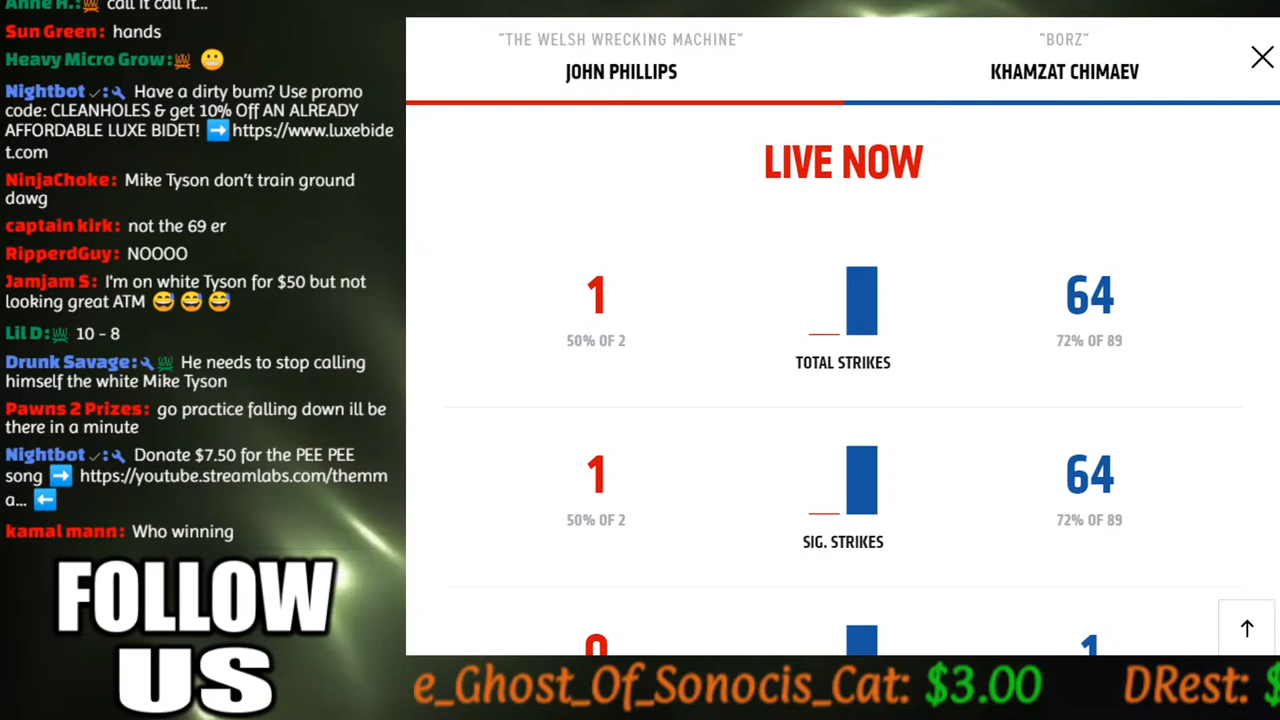 Anne H.: call it call it...
Sun Green: hands
Heavy Micro Grow: 😬
Nightbot ✓: Have a dirty bum? Use promo
code: CLEANHOLES & get 10% Off AN ALREADY
AFFORDABLE LUXE BIDET! ➡ https://www.luxebide
t.com
NinjaChoke: Mike Tyson don’t train ground
dawg
captain kirk: not the 69 er
RipperdGuy: NOOOO
Jamjam S: I'm on white Tyson for $50 but not
looking great ATM 😅 😅 😅
Lil D: 10 - 8
Drunk Savage: He needs to stop calling
himself the white Mike Tyson
Pawns 2 Prizes: go practice falling down ill be
there in a minute
Nightbot ✓: Donate $7.50 for the PEE PEE
song ➡ https://youtube.streamlabs.com/themm
a... ⬅
kamal mann: Who winning
FOLLOW
US
"THE WELSH WRECKING MACHINE"
JOHN PHILLIPS
"BORZ"
KHAMZAT CHIMAEV
LIVE NOW
1
50% OF 2
TOTAL STRIKES
64
72% OF 89
1
50% OF 2
SIG. STRIKES
64
72% OF 89
0
1
e_Ghost_Of_Sonocis_Cat: $3.00 DRest: $